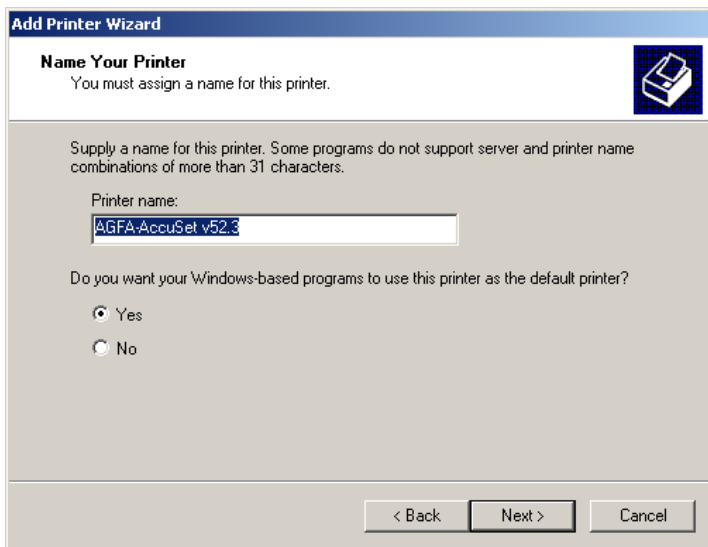 Add Printer Wizard
Name Your Printer
You must assign a name for this printer.
Supply a name for this printer. Some programs do not support server and printer name
combinations of more than 31 characters.
Printer name:
AGFA-AccuSet v52.3
Do you want your Windows-based programs to use this printer as the default printer?
Yes
No
< Back
Next >
Cancel